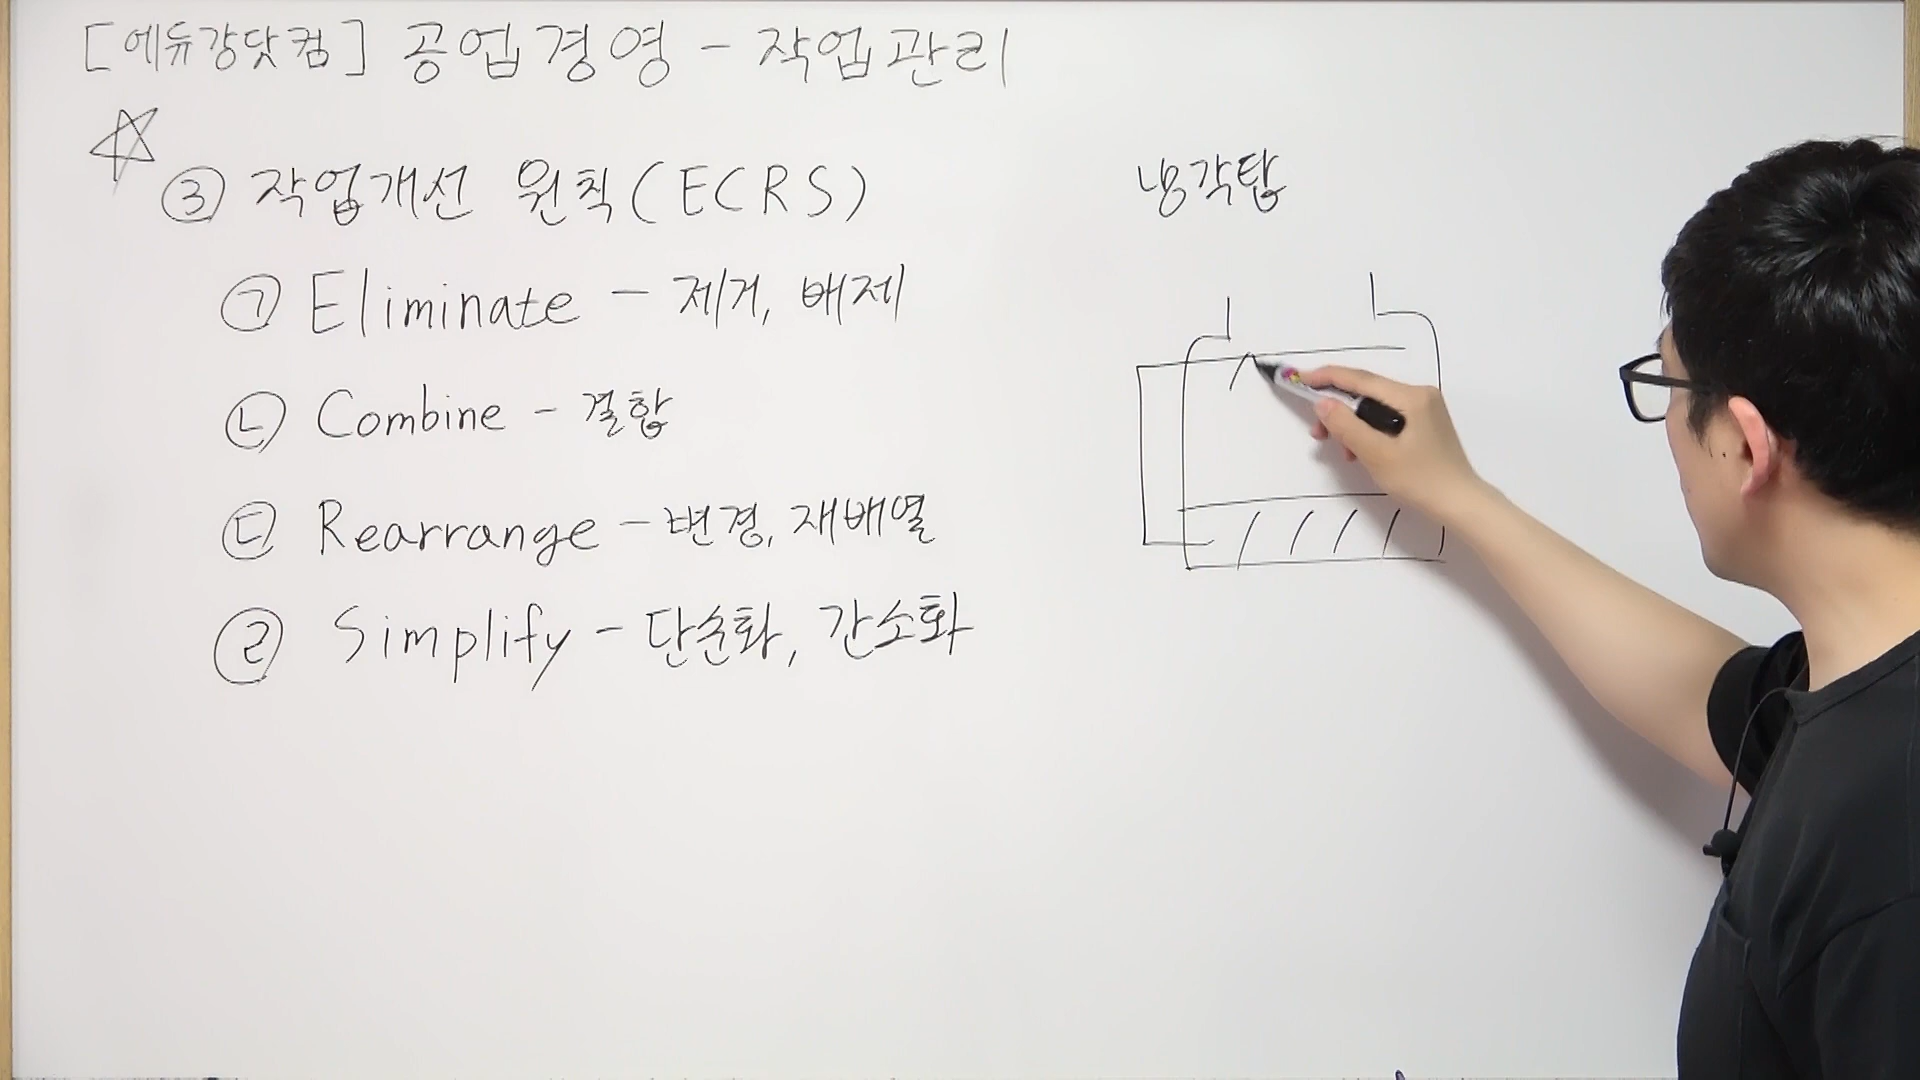 [에듀강닷컴] 공업경영 - 작업관리
☆ ③ 작업개선 원칙(ECRS)
㉠ Eliminate - 제거, 배제
㉡ Combine - 결합
㉢ Rearrange - 변경, 재배열
㉣ Simplify - 단순화, 간소화
냉각탑